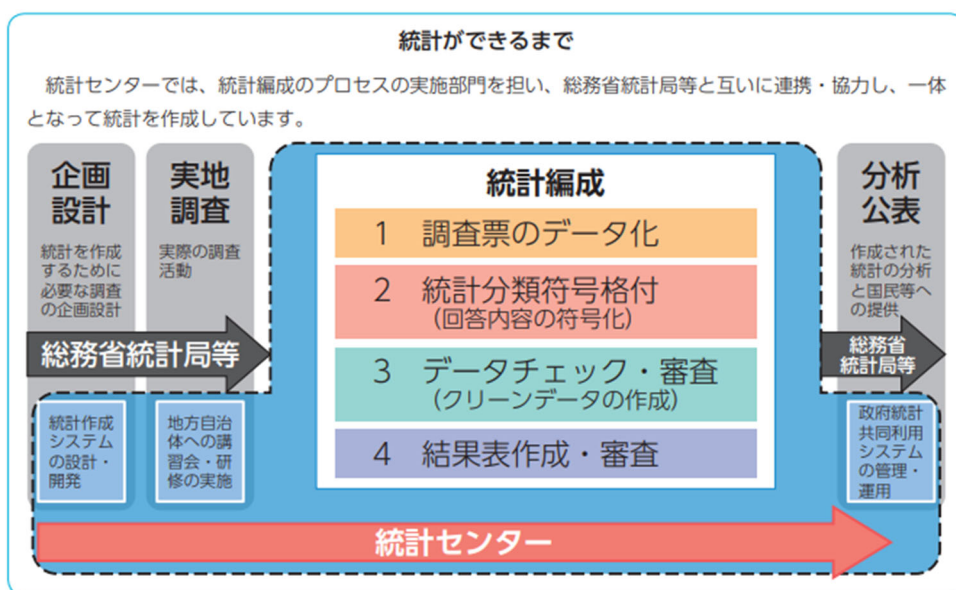 統計ができるまで
統計センターでは、統計編成のプロセスの実施部門を担い、総務省統計局等と互いに連携・協力し、一体
となって統計を作成しています。
企画
設計
統計を作成
するために
必要な調査
の企画設計
実地
調査
実際の調査
活動
総務省統計局等
統計作成
システム
の設計・
開発
地方自治
体への講
習会・研
修の実施
統計編成
1 調査票のデータ化
2 統計分類符号格付
(回答内容の符号化)
3 データチェック・審査
(クリーンデータの作成)
4 結果表作成・審査
分析
公表
作成された
統計の分析
と国民等へ
の提供
総務省
統計局等
政府統計
共同利用
システム
の管理・
運用
統計センター